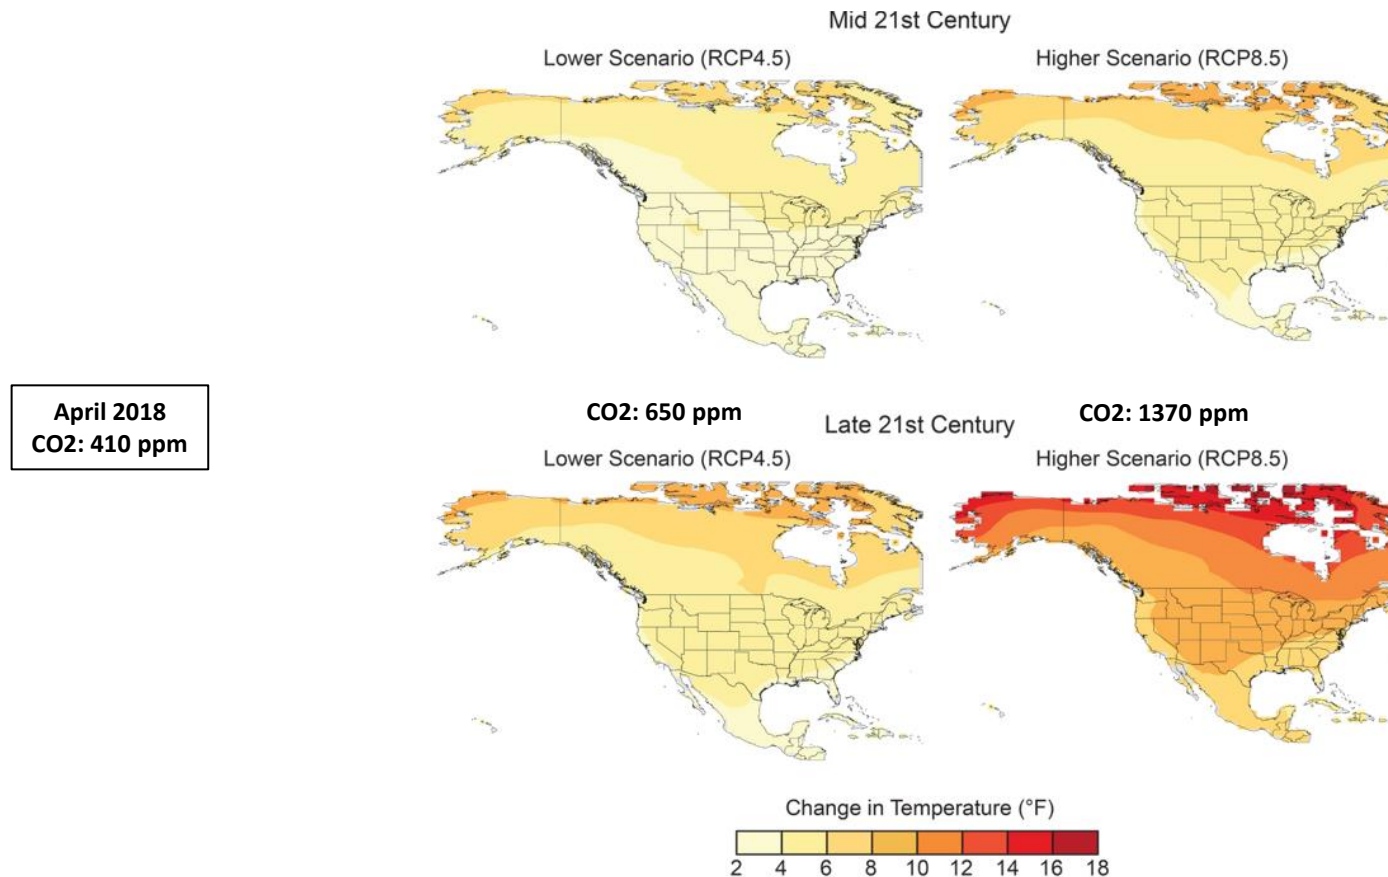 Mid 21st Century
Lower Scenario (RCP4.5)
Higher Scenario (RCP8.5)
April 2018
CO2: 410 ppm
CO2: 650 ppm
CO2: 1370 ppm
Late 21st Century
Lower Scenario (RCP4.5)
Higher Scenario (RCP8.5)
Change in Temperature (°F)
2 4 6 8 10 12 14 16 18